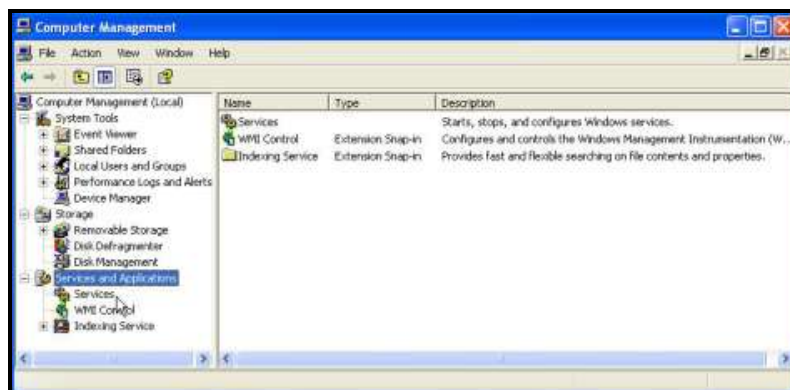 Computer Management
File Action View Window Help
Computer Management (Local)
System Tools
Event Viewer
Shared Folders
Local Users and Groups
Performance Logs and Alerts
Device Manager
Storage
Removable Storage
Disk Defragmenter
Disk Management
Services and Applications
Services
WMI Control
Indexing Service
Name Type Description
Services Starts, stops, and configures Windows services.
WMI Control Extension Snap-in Configures and controls the Windows Management Instrumentation (W...
Indexing Service Extension Snap-in Provides fast and flexible searching on file contents and properties.